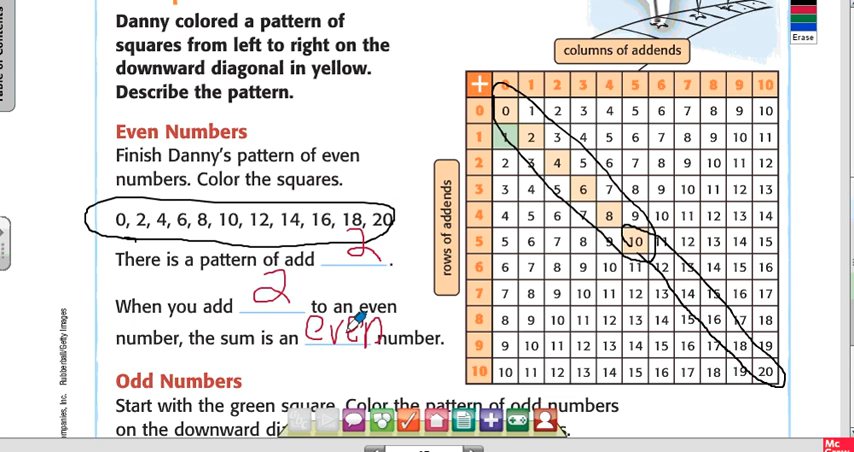 Table of Contents
Danny colored a pattern of
squares from left to right on the
downward diagonal in yellow.
Describe the pattern.
Even Numbers
Finish Danny's pattern of even
numbers. Color the squares.
0, 2, 4, 6, 8, 10, 12, 14, 16, 18, 20
There is a pattern of add 2.
When you add 2 to an even
number, the sum is an even number.
Odd Numbers
Start with the green square. Color the pattern of odd numbers
on the downward
Rubberball/Getty Images
Erase
columns of addends
rows of addends
+ 0 1 2 3 4 5 6 7 8 9 10
0 0 1 2 3 4 5 6 7 8 9 10
1 1 2 3 4 5 6 7 8 9 10 11
2 2 3 4 5 6 7 8 9 10 11 12
3 3 4 5 6 7 8 9 10 11 12 13
4 4 5 6 7 8 9 10 11 12 13 14
5 5 6 7 8 9 10 11 12 13 14 15
6 6 7 8 9 10 11 12 13 14 15 16
7 7 8 9 10 11 12 13 14 15 16 17
8 8 9 10 11 12 13 14 15 16 17 18
9 9 10 11 12 13 14 15 16 17 18 19
10 10 11 12 13 14 15 16 17 18 19 20
Mc